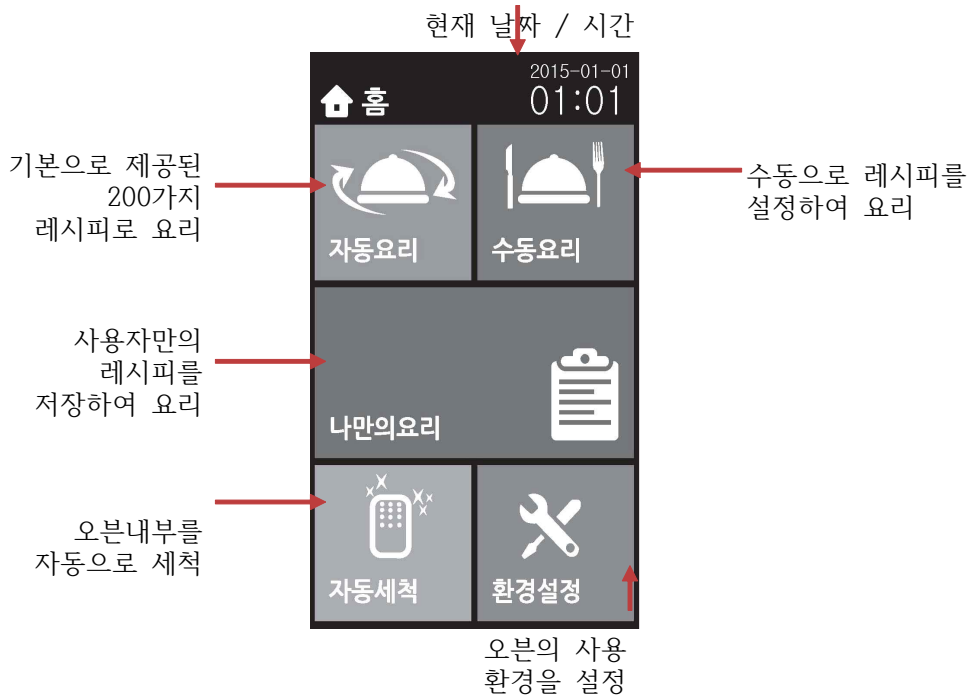 현재 날짜 / 시간
2015-01-01
홈 01:01
기본으로 제공된
200가지
레시피로 요리
수동으로 레시피를
설정하여 요리
자동요리
수동요리
사용자만의
레시피를
저장하여 요리
나만의요리
오븐내부를
자동으로 세척
자동세척
환경설정
오븐의 사용
환경을 설정